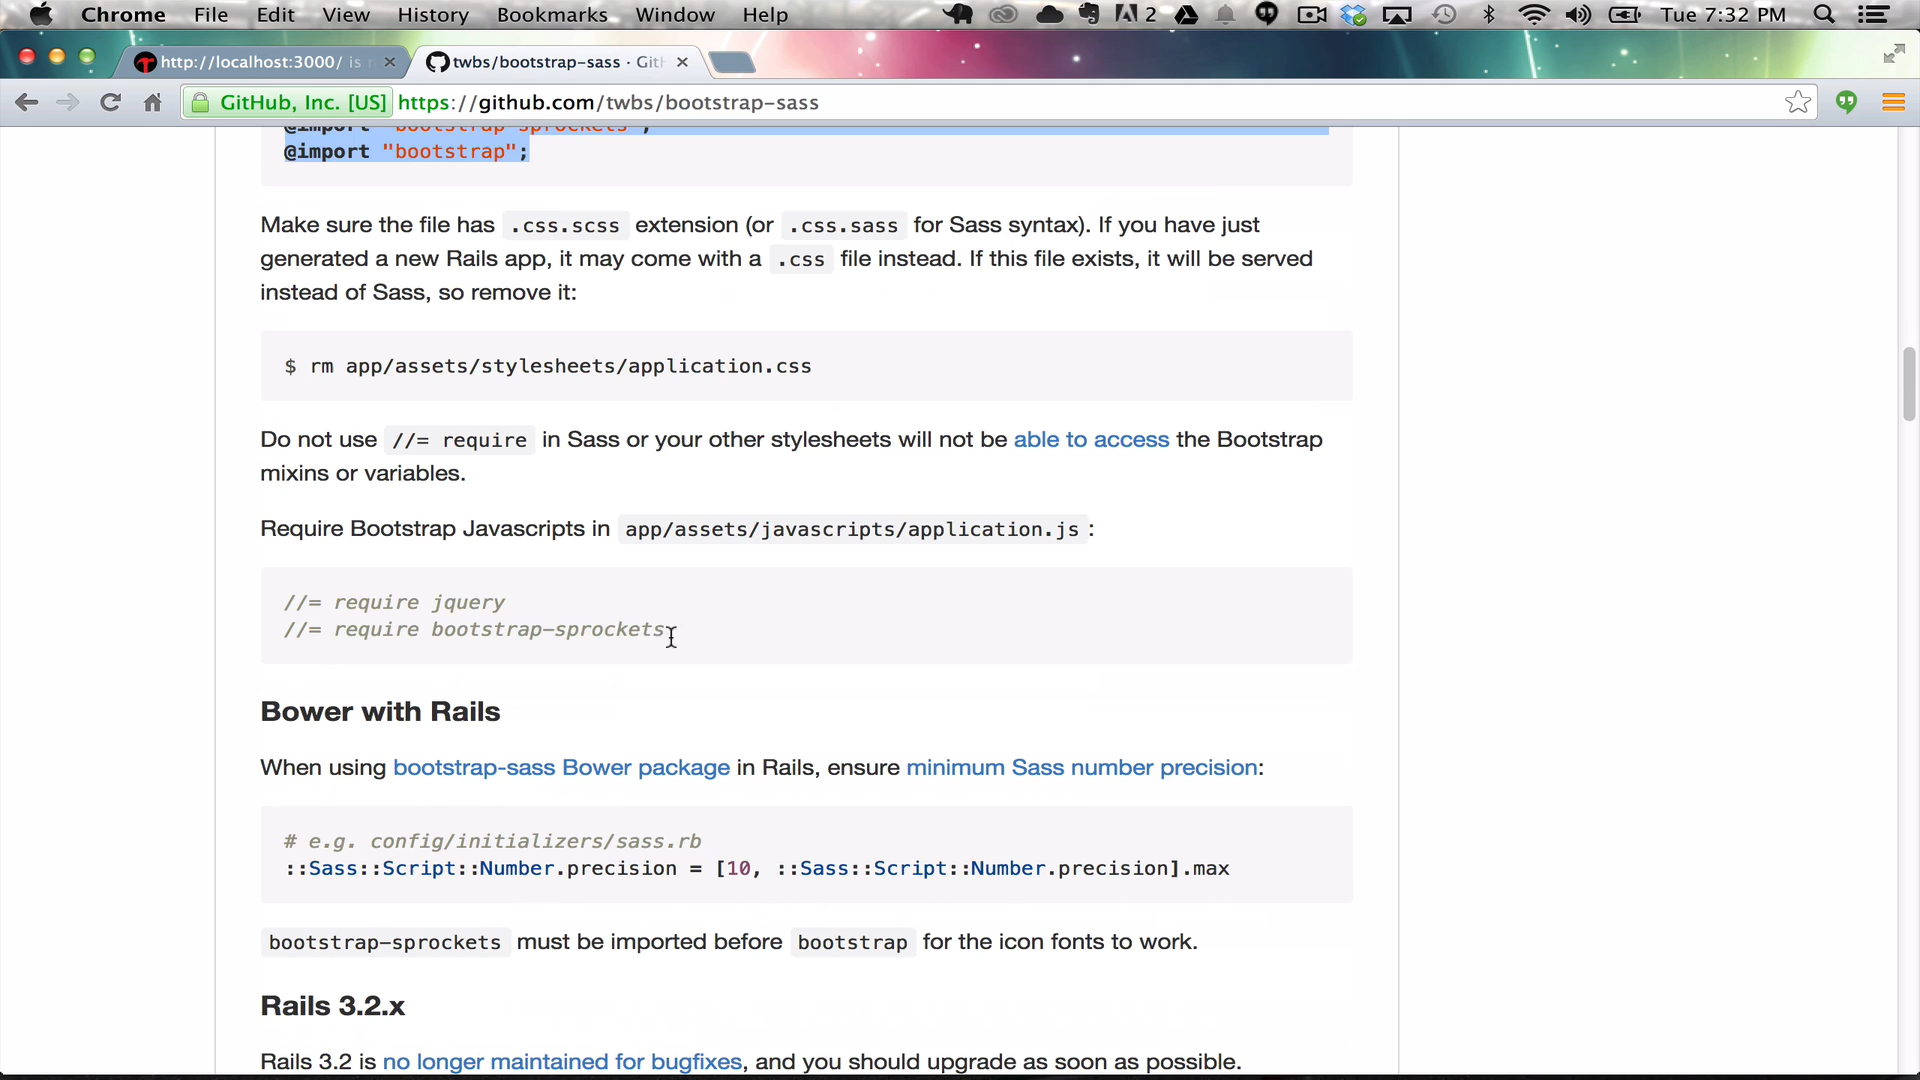 Chrome File Edit View History Bookmarks Window Help 2 Tue 7:32 PM
http://localhost:3000/ is twbs/bootstrap-sass · Git
GitHub, Inc. [US] https://github.com/twbs/bootstrap-sass
@import "bootstrap-sprockets";
@import "bootstrap";
Make sure the file has .css.scss extension (or .css.sass for Sass syntax). If you have just
generated a new Rails app, it may come with a .css file instead. If this file exists, it will be served
instead of Sass, so remove it:
$ rm app/assets/stylesheets/application.css
Do not use //= require in Sass or your other stylesheets will not be able to access the Bootstrap
mixins or variables.
Require Bootstrap Javascripts in app/assets/javascripts/application.js :
//= require jquery
//= require bootstrap-sprockets
Bower with Rails
When using bootstrap-sass Bower package in Rails, ensure minimum Sass number precision:
# e.g. config/initializers/sass.rb
::Sass::Script::Number.precision = [10, ::Sass::Script::Number.precision].max
bootstrap-sprockets must be imported before bootstrap for the icon fonts to work.
Rails 3.2.x
Rails 3.2 is no longer maintained for bugfixes, and you should upgrade as soon as possible.